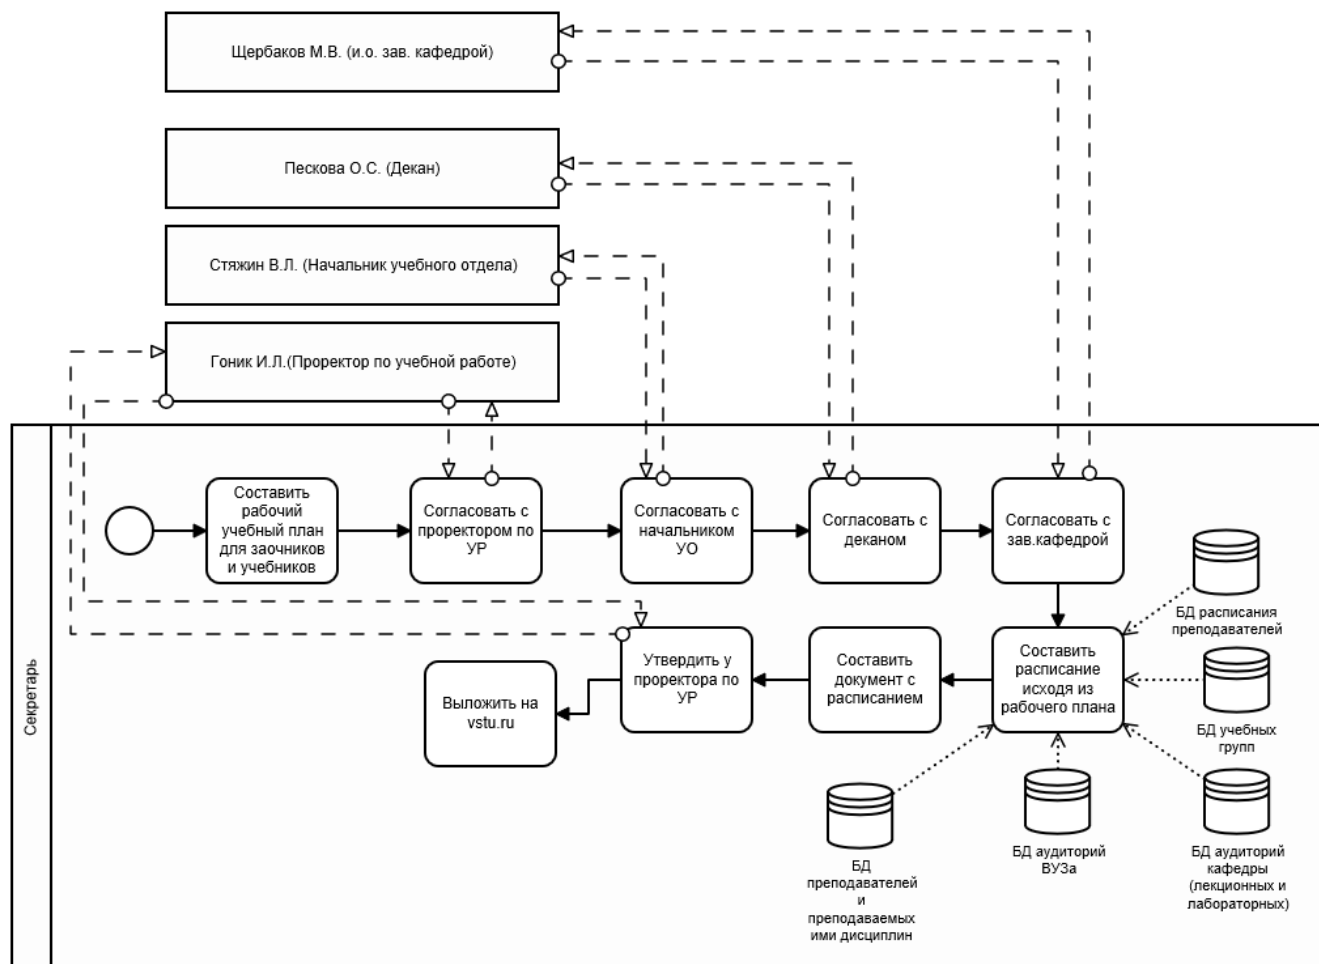 Щербаков М.В. (и.о. зав. кафедрой)
Пескова О.С. (Декан)
Стяжин В.Л. (Начальник учебного отдела)
Гоник И.Л.(Проректор по учебной работе)
Секретарь
Составить
рабочий
учебный план
для заочников
и учебников
Согласовать с
проректором по
УР
Согласовать с
начальником
УО
Согласовать с
деканом
Согласовать с
зав.кафедрой
БД расписания
преподавателей
Выложить на
vstu.ru
Утвердить у
проректора по
УР
Составить
документ с
расписанием
Составить
расписание
исходя из
рабочего плана
БД учебных
групп
БД
преподавателей
и
преподаваемых
ими дисциплин
БД аудиторий
ВУЗа
БД аудиторий
кафедры
(лекционных и
лабораторных)